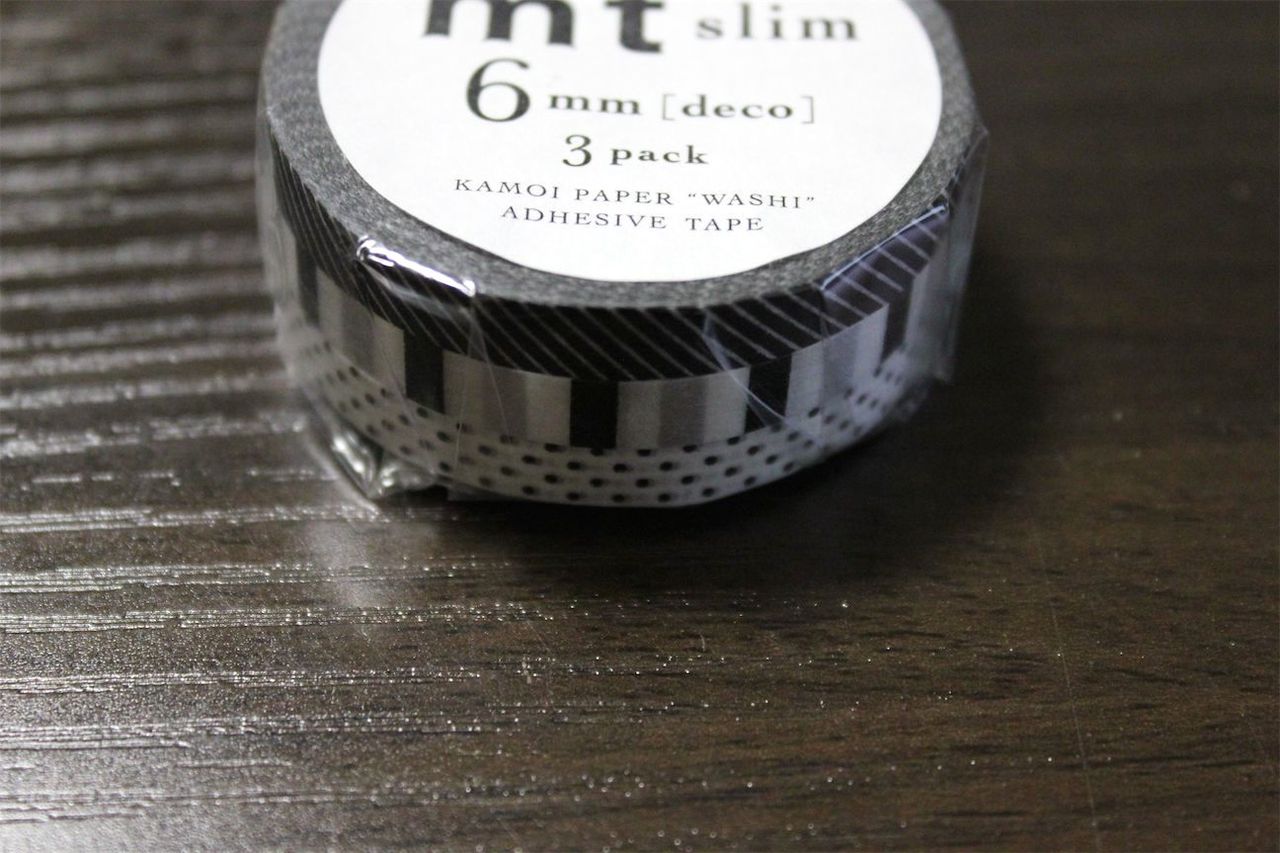 mt slim
6 mm [deco]
3 pack
KAMOI PAPER “WASHI”
ADHESIVE TAPE